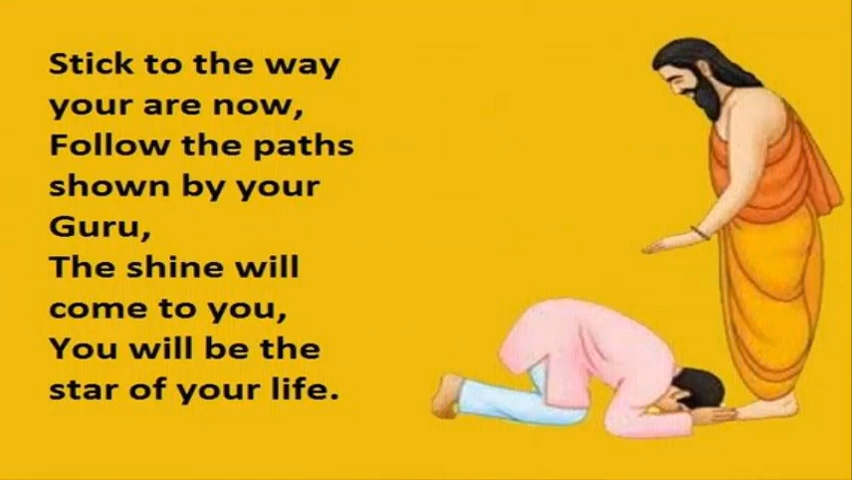 Stick to the way
your are now,
Follow the paths
shown by your
Guru,
The shine will
come to you,
You will be the
star of your life.